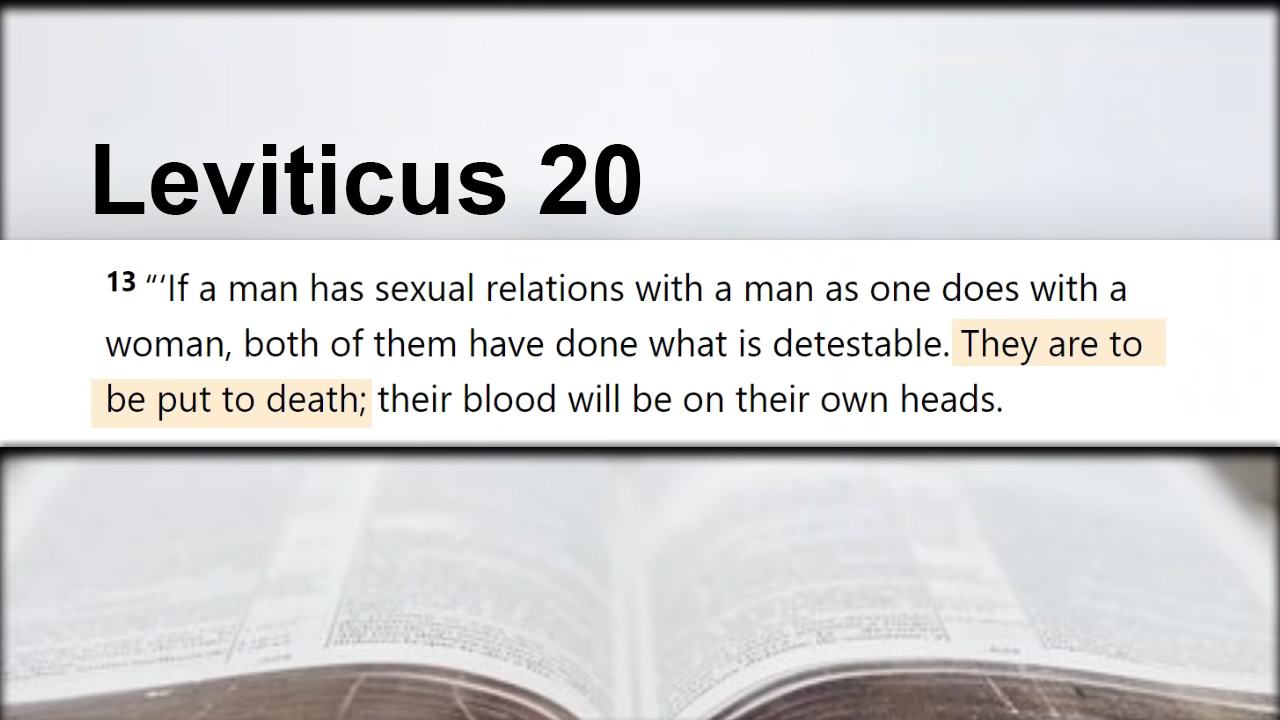 Leviticus 20
13 “‘If a man has sexual relations with a man as one does with a
woman, both of them have done what is detestable. They are to
be put to death; their blood will be on their own heads.